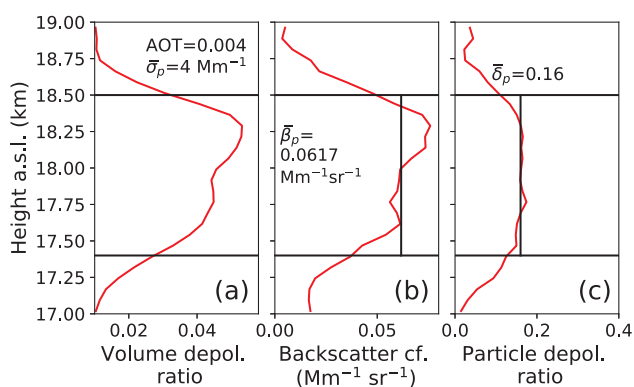 19.00
18.75
18.50
18.25
18.00
17.75
17.50
17.25
17.00
Height a.s.l. (km)
AOT=0.004
σ̄ₚ=4 Mm⁻¹
(a)
0.02
0.04
Volume depol.
ratio
β̄ₚ=
0.0617
Mm⁻¹sr⁻¹
(b)
0.00
0.05
Backscatter cf.
(Mm⁻¹ sr⁻¹)
δ̄ₚ=0.16
(c)
0.0
0.2
0.4
Particle depol.
ratio